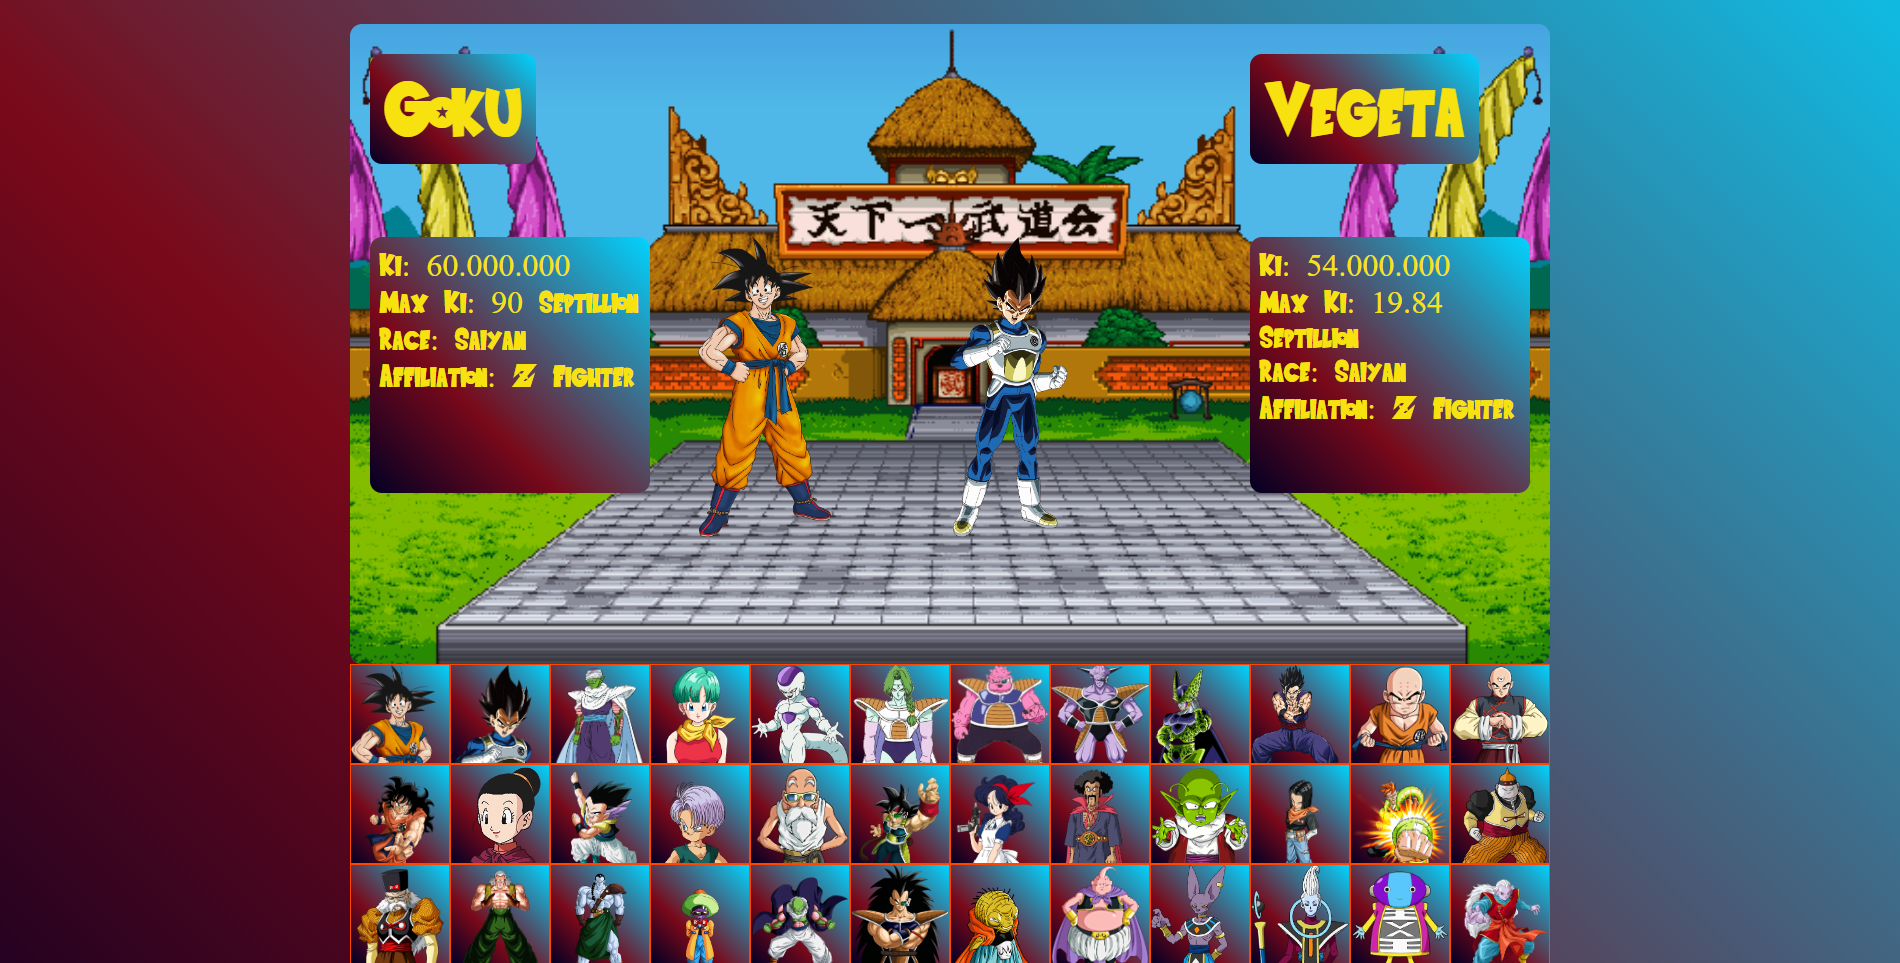 Goku
Vegeta
天下一武道会
Ki: 60.000.000
Max Ki: 90 Septillion
Race: Saiyan
Affiliation: Z Fighter
Ki: 54.000.000
Max Ki: 19.84
Septillion
Race: Saiyan
Affiliation: Z Fighter